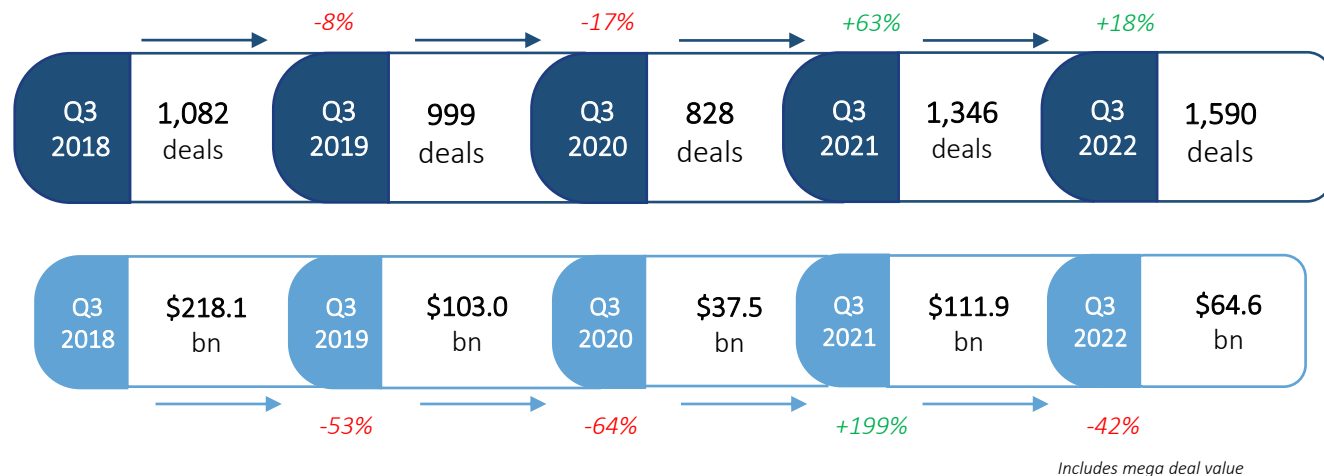 -8%
-17%
+63%
+18%
Q3
2018
1,082
deals
Q3
2019
999
deals
Q3
2020
828
deals
Q3
2021
1,346
deals
Q3
2022
1,590
deals
Q3
2018
$218.1
bn
Q3
2019
$103.0
bn
Q3
2020
$37.5
bn
Q3
2021
$111.9
bn
Q3
2022
$64.6
bn
-53%
-64%
+199%
-42%
Includes mega deal value